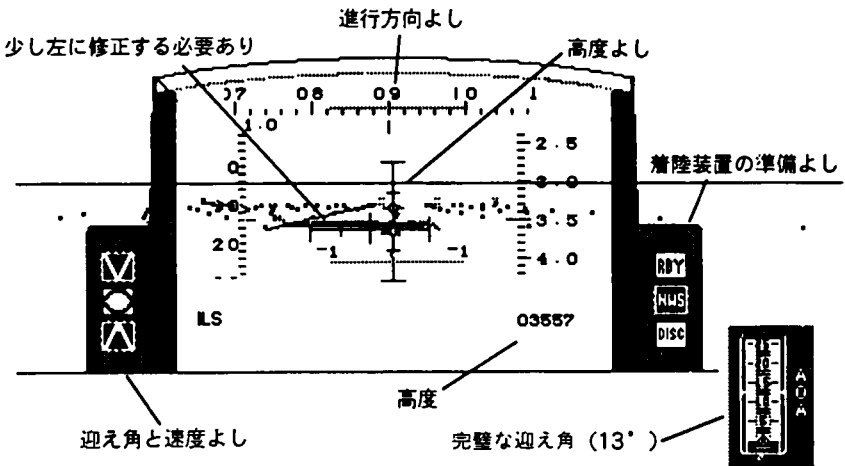 進行方向よし
少し左に修正する必要あり
高度よし
07 08 09 10 1
1.0
2.5
0
3.0
着陸装置の準備よし
3.5
20
-1 -1
4.0
RDY
NWS
ILS
03557
DISC
高度
AOA
迎え角と速度よし
完璧な迎え角 (13°)